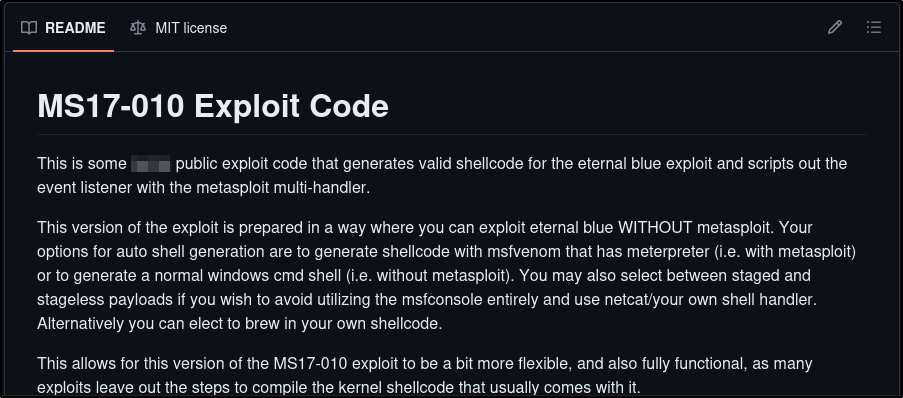 README MIT license
MS17-010 Exploit Code
This is some public exploit code that generates valid shellcode for the eternal blue exploit and scripts out the
event listener with the metasploit multi-handler.
This version of the exploit is prepared in a way where you can exploit eternal blue WITHOUT metasploit. Your
options for auto shell generation are to generate shellcode with msfvenom that has meterpreter (i.e. with metasploit)
or to generate a normal windows cmd shell (i.e. without metasploit). You may also select between staged and
stageless payloads if you wish to avoid utilizing the msfconsole entirely and use netcat/your own shell handler.
Alternatively you can elect to brew in your own shellcode.
This allows for this version of the MS17-010 exploit to be a bit more flexible, and also fully functional, as many
exploits leave out the steps to compile the kernel shellcode that usually comes with it.